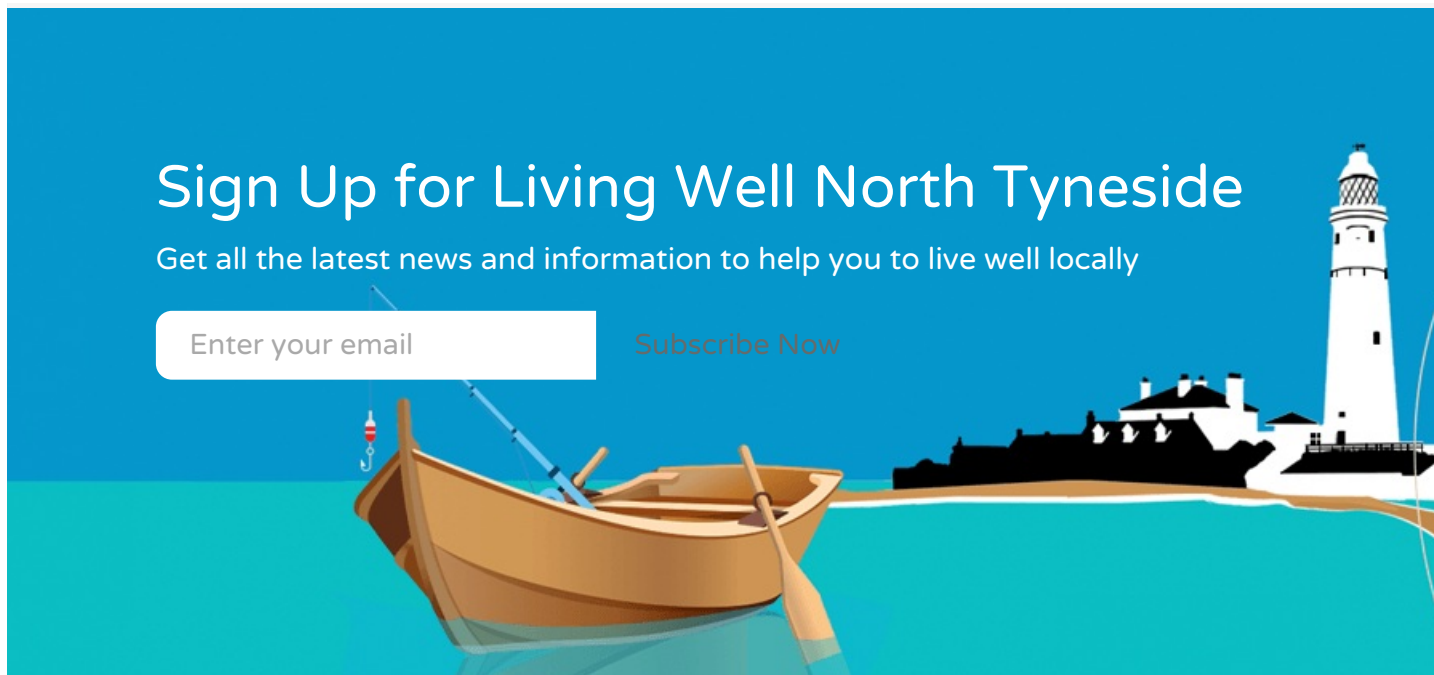 Sign Up for Living Well North Tyneside
Get all the latest news and information to help you to live well locally
Enter your email
Subscribe Now